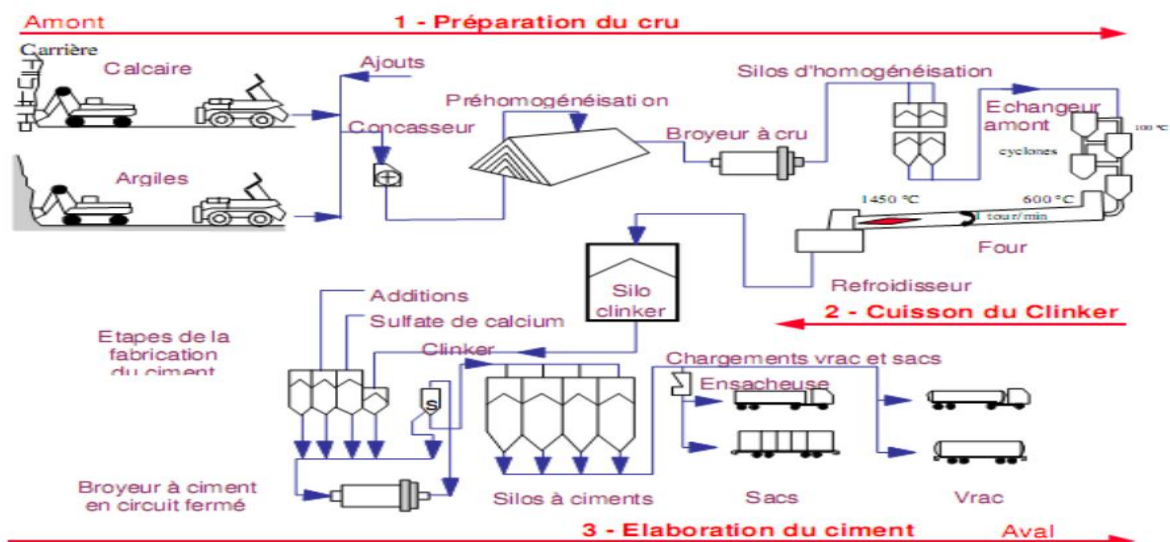 Amont
1 - Préparation du cru
Carrière
Calcaire
Ajouts
Silos d'homogénéisation
Préhomogénéisation
Concasseur
Broyeur à cru
Echangeur
amont
100 °C
cyclones
Argiles
1450 °C
600 °C
1 tour/min
Four
Silo
clinker
Refroidisseur
2 - Cuisson du Clinker
Additions
Sulfate de calcium
Etapes de la
fabrication
du ciment
Clinker
Chargements vrac et sacs
Ensacheuse
S
Broyeur à ciment
en circuit fermé
Silos à ciments
Sacs
Vrac
3 - Elaboration du ciment
Aval